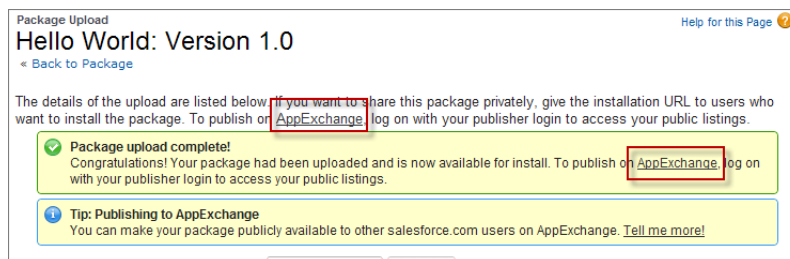 Package Upload
Help for this Page
Hello World: Version 1.0
« Back to Package
The details of the upload are listed below. If you want to share this package privately, give the installation URL to users who
want to install the package. To publish on AppExchange, log on with your publisher login to access your public listings.
Package upload complete!
Congratulations! Your package had been uploaded and is now available for install. To publish on AppExchange, log on
with your publisher login to access your public listings.
Tip: Publishing to AppExchange
You can make your package publicly available to other salesforce.com users on AppExchange. Tell me more!